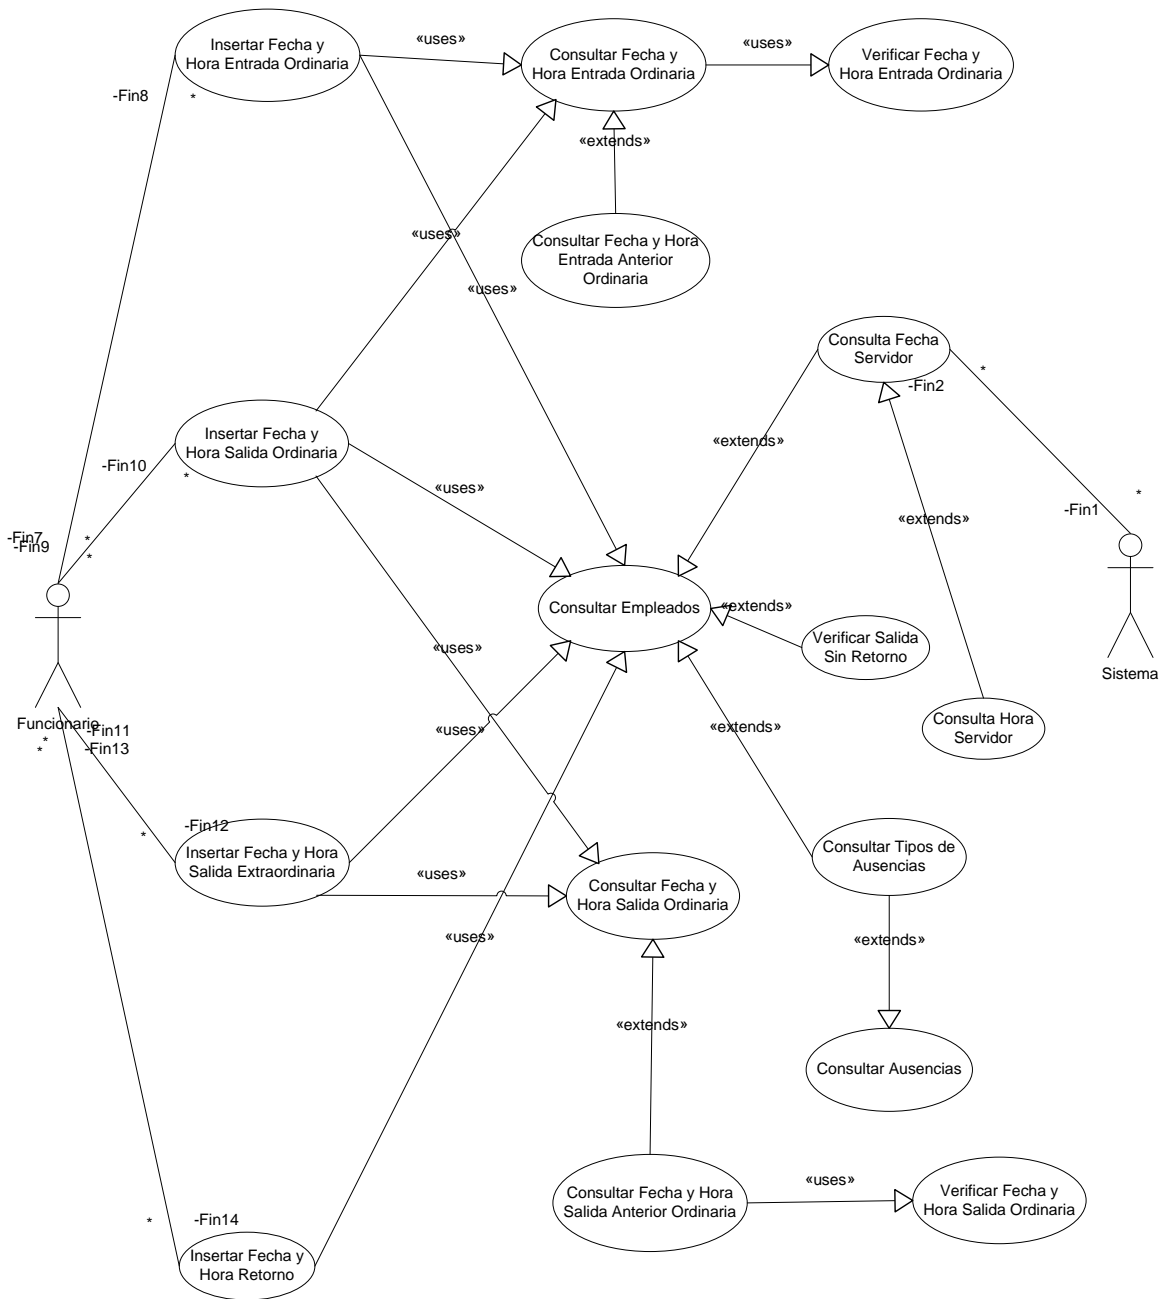 Insertar Fecha y
Hora Entrada Ordinaria
«uses»
Consultar Fecha y
Hora Entrada Ordinaria
«uses»
Verificar Fecha y
Hora Entrada Ordinaria
-Fin8
*
«extends»
«uses»
Consultar Fecha y Hora
Entrada Anterior
Ordinaria
«uses»
Consulta Fecha
Servidor
*
-Fin2
Insertar Fecha y
Hora Salida Ordinaria
-Fin10
*
«uses»
«extends»
*
-Fin1
«extends»
-Fin7
-Fin9
*
*
Consultar Empleados
«extends»
Verificar Salida
Sin Retorno
Sistema
«uses»
Funcionario
-Fin11
-Fin13
*
*
«uses»
«extends»
Consulta Hora
Servidor
-Fin12
*
Insertar Fecha y Hora
Salida Extraordinaria
«uses»
Consultar Fecha y
Hora Salida Ordinaria
Consultar Tipos de
Ausencias
«uses»
«extends»
«extends»
Consultar Ausencias
Consultar Fecha y Hora
Salida Anterior Ordinaria
«uses»
Verificar Fecha y
Hora Salida Ordinaria
*
-Fin14
Insertar Fecha y
Hora Retorno